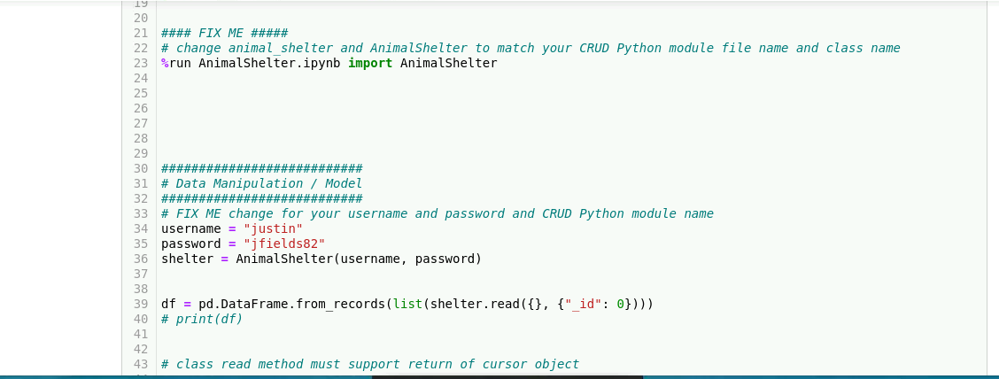 19
20
21 #### FIX ME #####
22 # change animal_shelter and AnimalShelter to match your CRUD Python module file name and class name
23 %run AnimalShelter.ipynb import AnimalShelter
24
25
26
27
28
29
30 ###########################
31 # Data Manipulation / Model
32 ###########################
33 # FIX ME change for your username and password and CRUD Python module name
34 username = "justin"
35 password = "jfields82"
36 shelter = AnimalShelter(username, password)
37
38
39 df = pd.DataFrame.from_records(list(shelter.read({}, {"_id": 0})))
40 # print(df)
41
42
43 # class read method must support return of cursor object